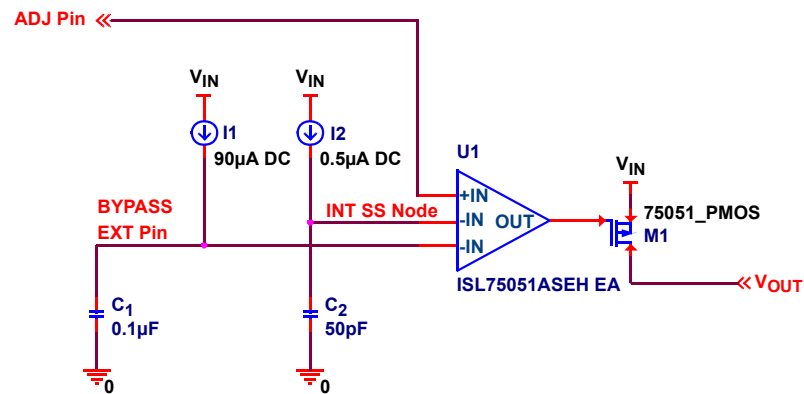 ADJ Pin
VIN
VIN
I1
90µA DC
I2
0.5µA DC
U1
VIN
+IN
-IN
-IN
OUT
75051_PMOS
M1
BYPASS
EXT Pin
INT SS Node
ISL75051ASEH EA
VOUT
C1
0.1µF
C2
50pF
0
0